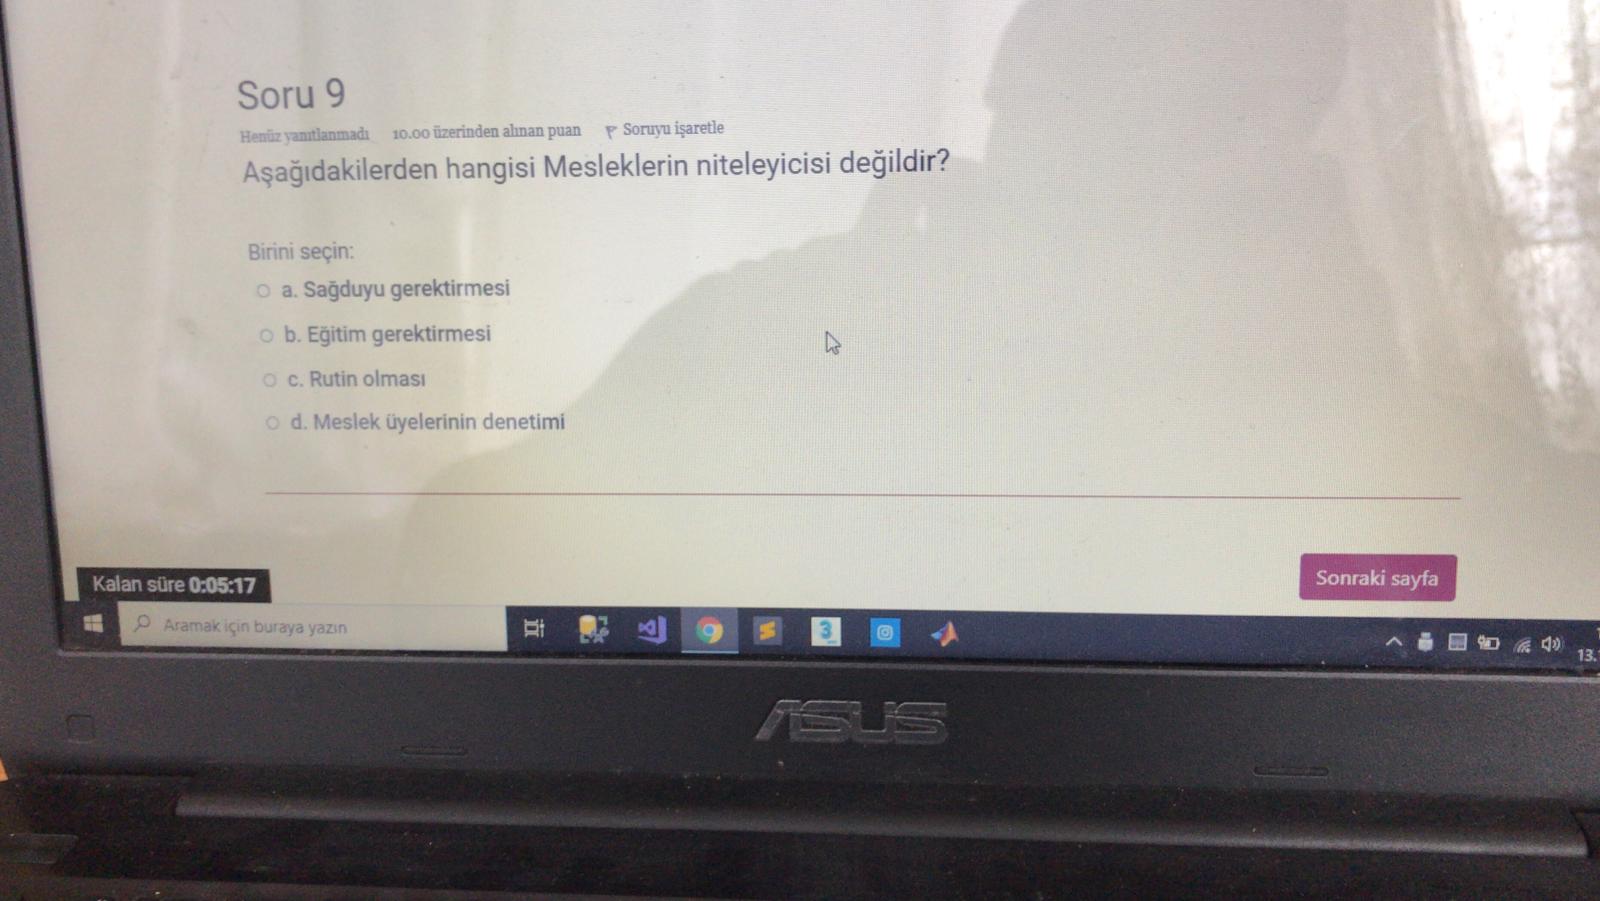 Soru 9
Henüz yanıtlanmadı 10.00 üzerinden alınan puan Soruyu işaretle
Aşağıdakilerden hangisi Mesleklerin niteleyicisi değildir?
Birini seçin:
a. Sağduyu gerektirmesi
b. Eğitim gerektirmesi
c. Rutin olması
d. Meslek üyelerinin denetimi
Sonraki sayfa
Kalan süre 0:05:17
Aramak için buraya yazın
3
13.
ASUS